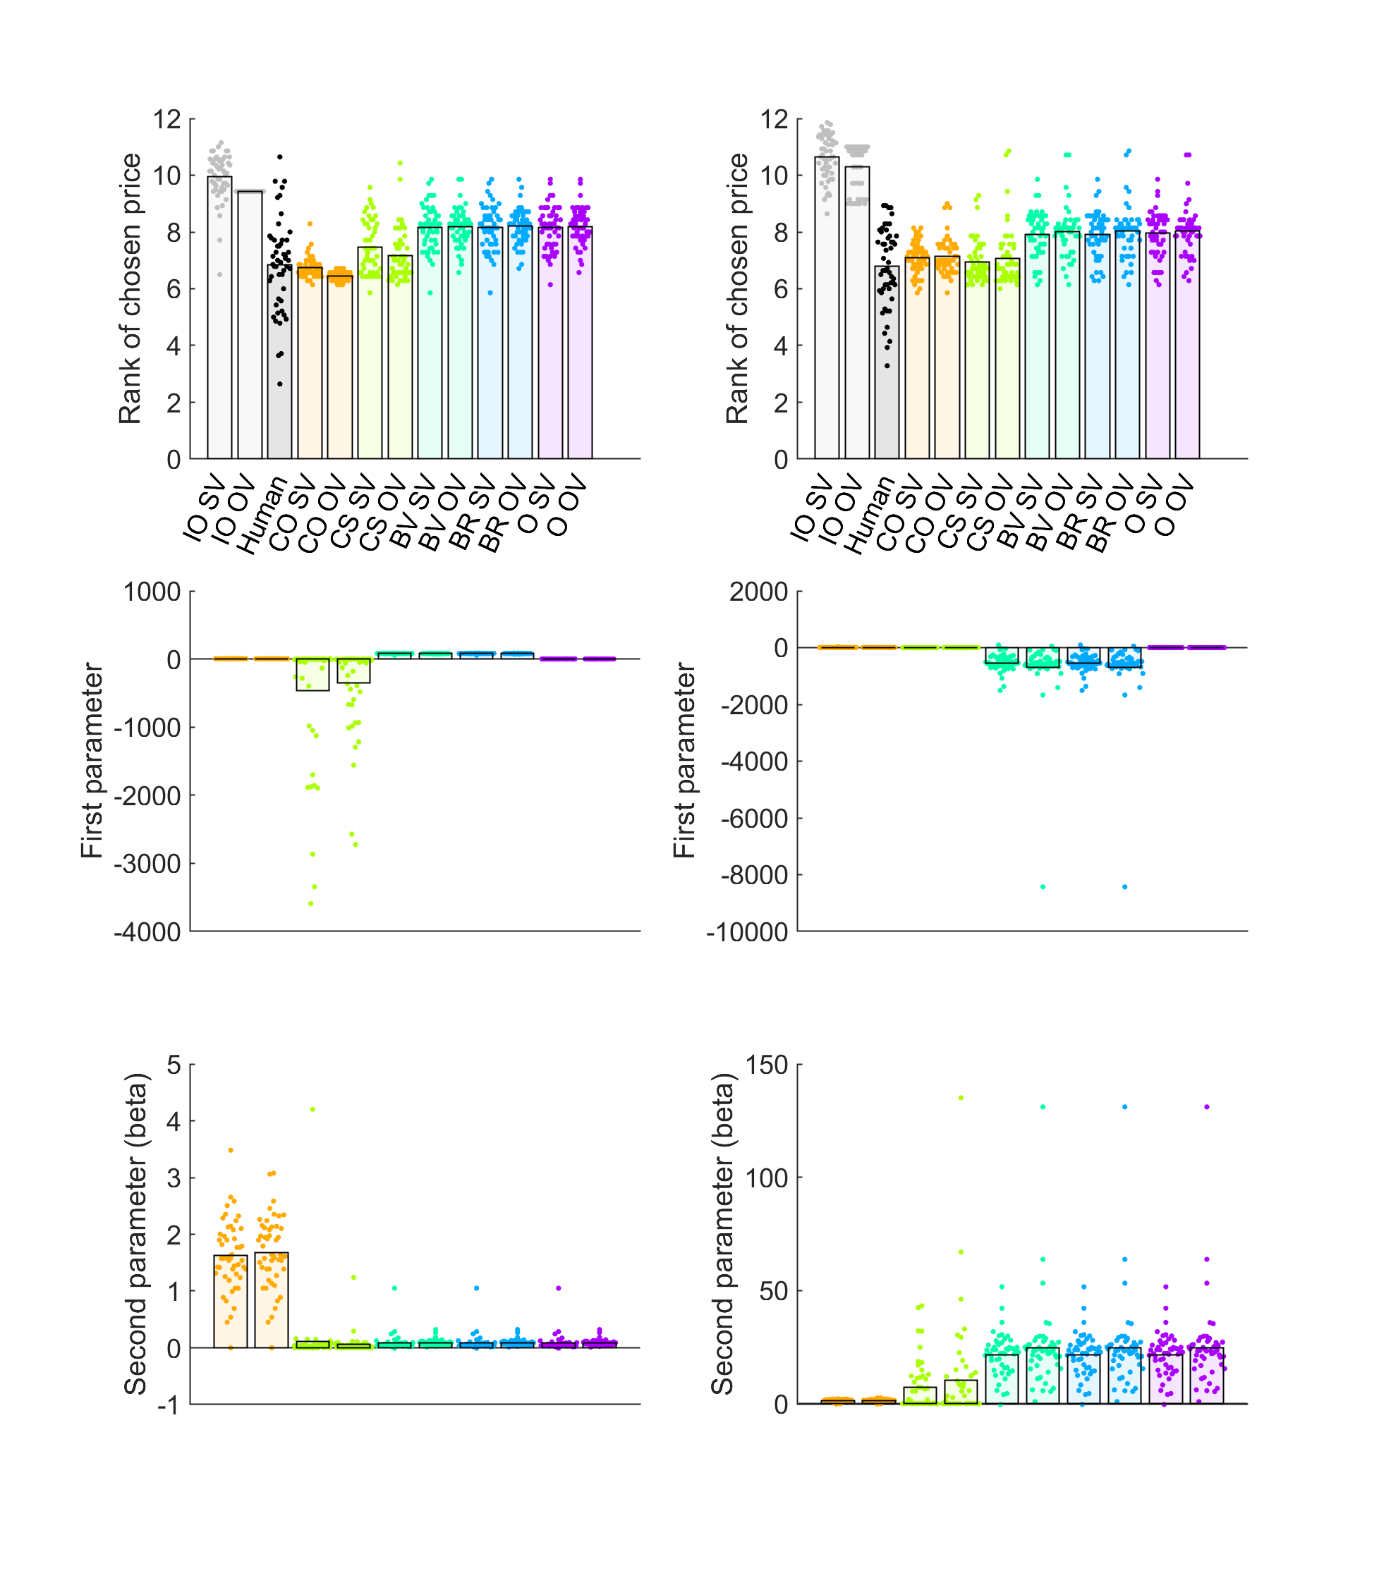 12
10
8
6
4
2
0
Rank of chosen price
IO SV
IO OV
Human
CO SV
CO OV
CS SV
CS OV
BV SV
BV OV
BR SV
BR OV
O SV
O OV
12
10
8
6
4
2
0
Rank of chosen price
IO SV
IO OV
Human
CO SV
CO OV
CS SV
CS OV
BV SV
BV OV
BR SV
BR OV
O SV
O OV
1000
0
-1000
-2000
-3000
-4000
First parameter
2000
0
-2000
-4000
-6000
-8000
-10000
First parameter
5
4
3
2
1
0
-1
Second parameter (beta)
150
100
50
0
Second parameter (beta)